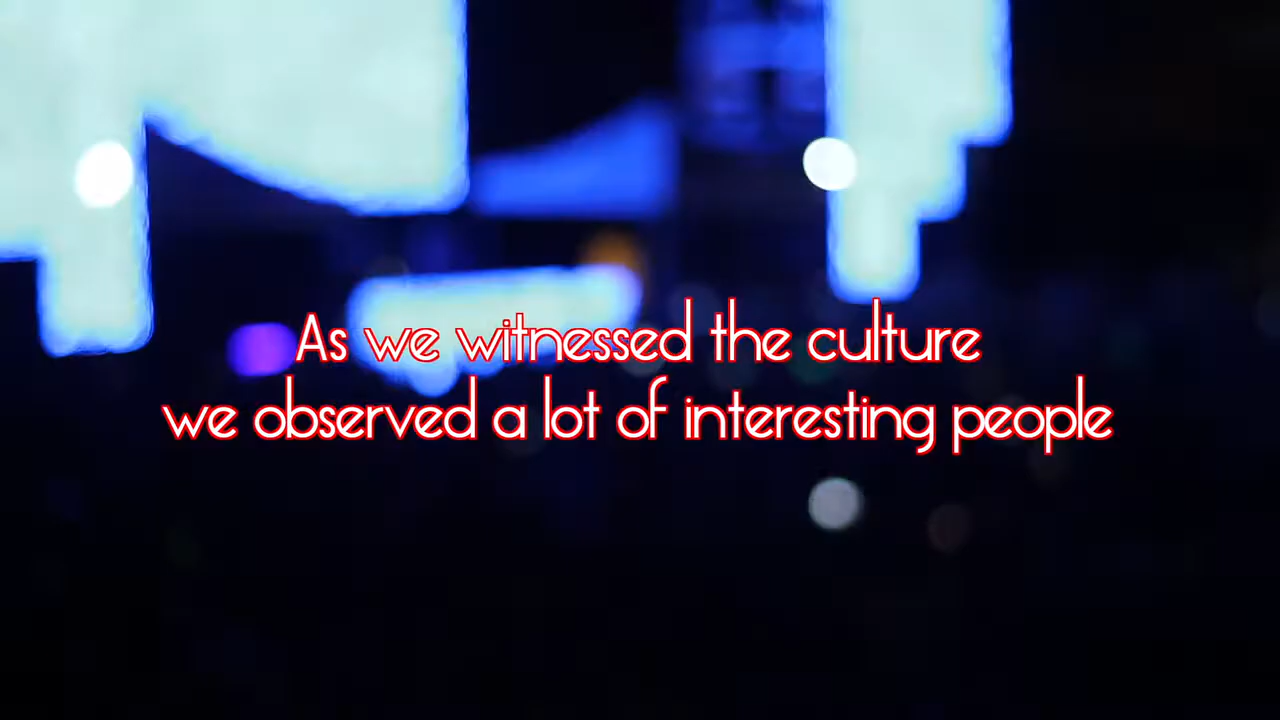 As we witnessed the culture
we observed a lot of interesting people